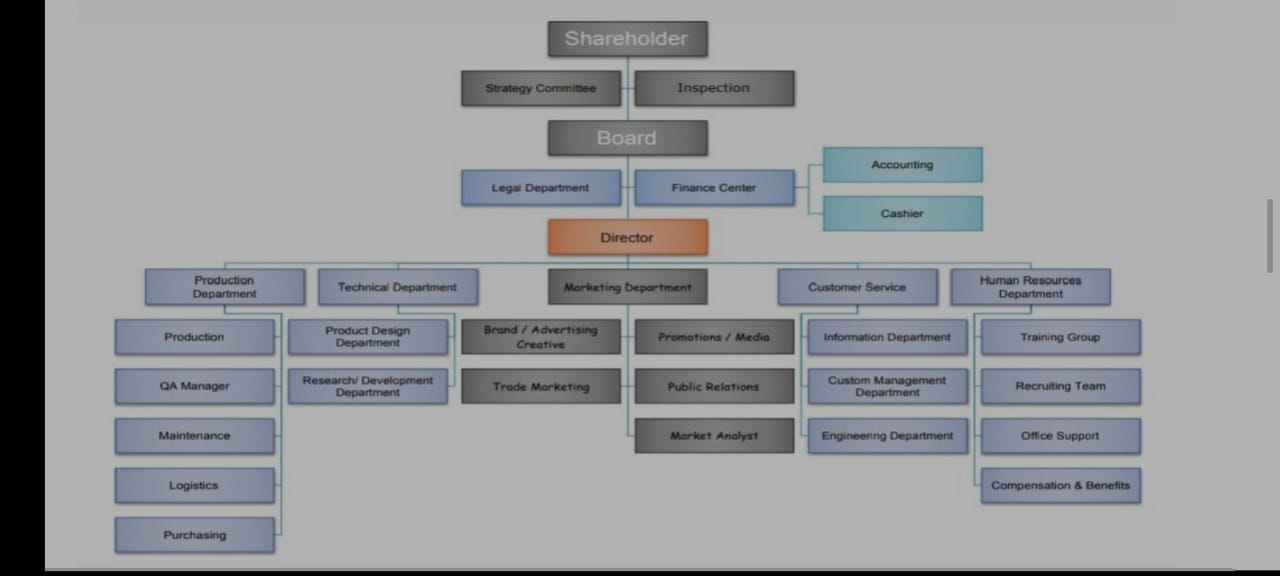 Shareholder
Strategy Committee
Inspection
Board
Legal Department
Finance Center
Accounting
Cashier
Director
Production
Department
Technical Department
Marketing Department
Customer Service
Human Resources
Department
Production
QA Manager
Maintenance
Logistics
Purchasing
Product Design
Department
Research/ Development
Department
Brand / Advertising
Creative
Trade Marketing
Promotions / Media
Public Relations
Market Analyst
Information Department
Custom Management
Department
Engineering Department
Training Group
Recruiting Team
Office Support
Compensation & Benefits